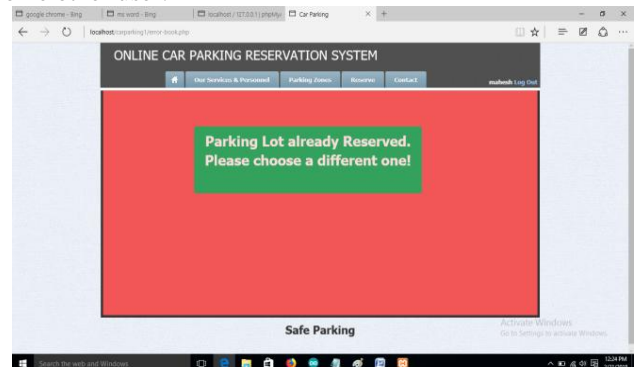 google chrome - Bing
ms word - Bing
localhost / 127.0.0.1 | phpMy
Car Parking
localhost/carparking1/error-book.php
ONLINE CAR PARKING RESERVATION SYSTEM
Our Services & Personnel
Parking Zones
Reserve
Contact
mahesh Log Out
Parking Lot already Reserved.
Please choose a different one!
Safe Parking
Activate Windows
Go to Settings to activate Windows.
Search the web and Windows
12:24 PM